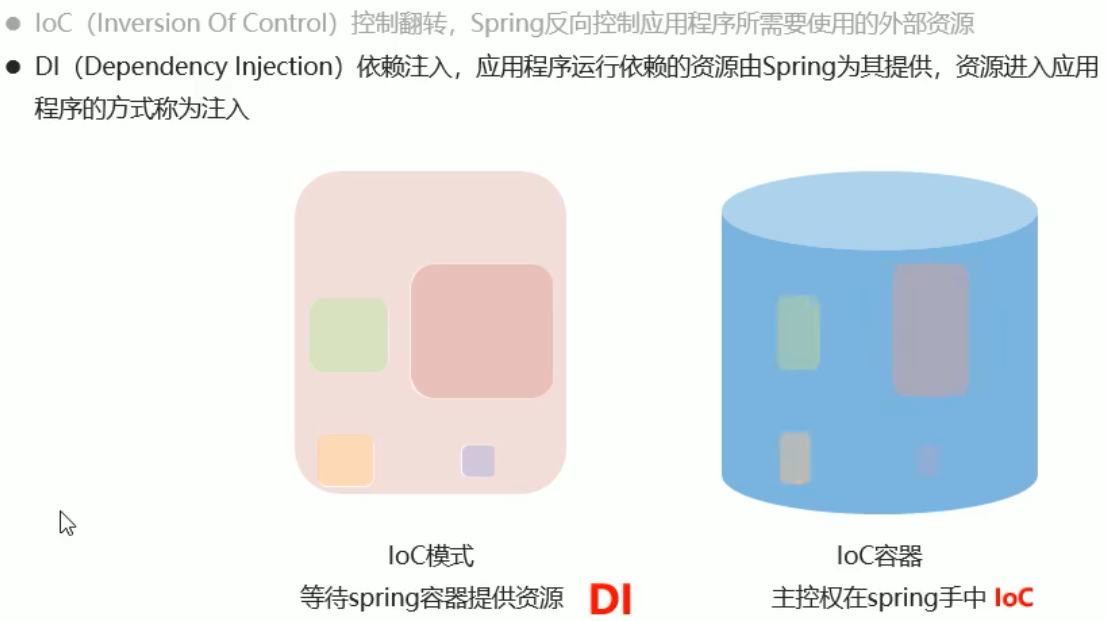 IoC（Inversion Of Control）控制翻转，Spring反向控制应用程序所需要使用的外部资源
DI（Dependency Injection）依赖注入，应用程序运行依赖的资源由Spring为其提供，资源进入应用
程序的方式称为注入
IoC模式
等待spring容器提供资源 DI
IoC容器
主控权在spring手中 IoC